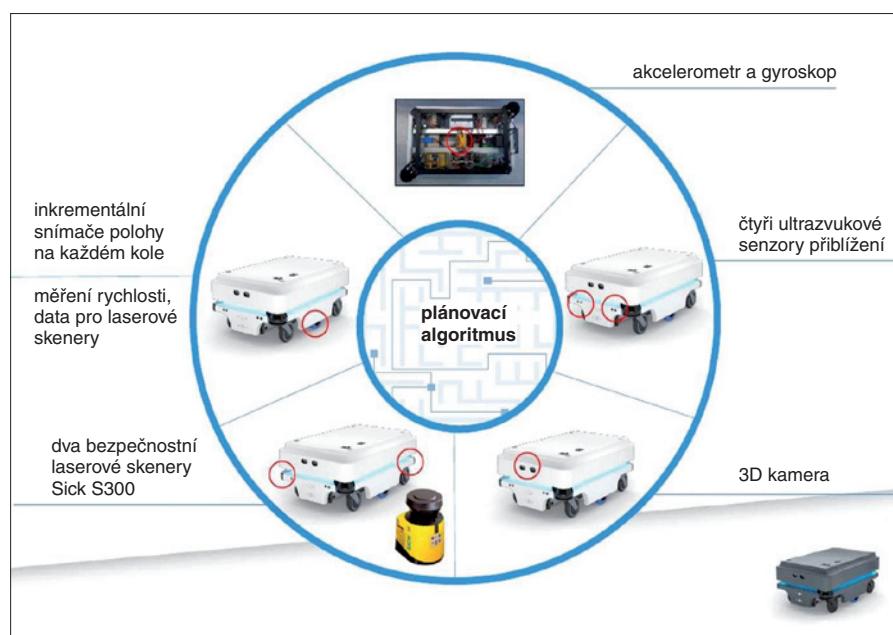 akcelerometr a gyroskop
inkrementální
snímače polohy
na každém kole
měření rychlosti,
data pro laserové
skenery
čtyři ultrazvukové
senzory přiblížení
plánovací
algoritmus
dva bezpečnostní
laserové skenery
Sick S300
3D kamera